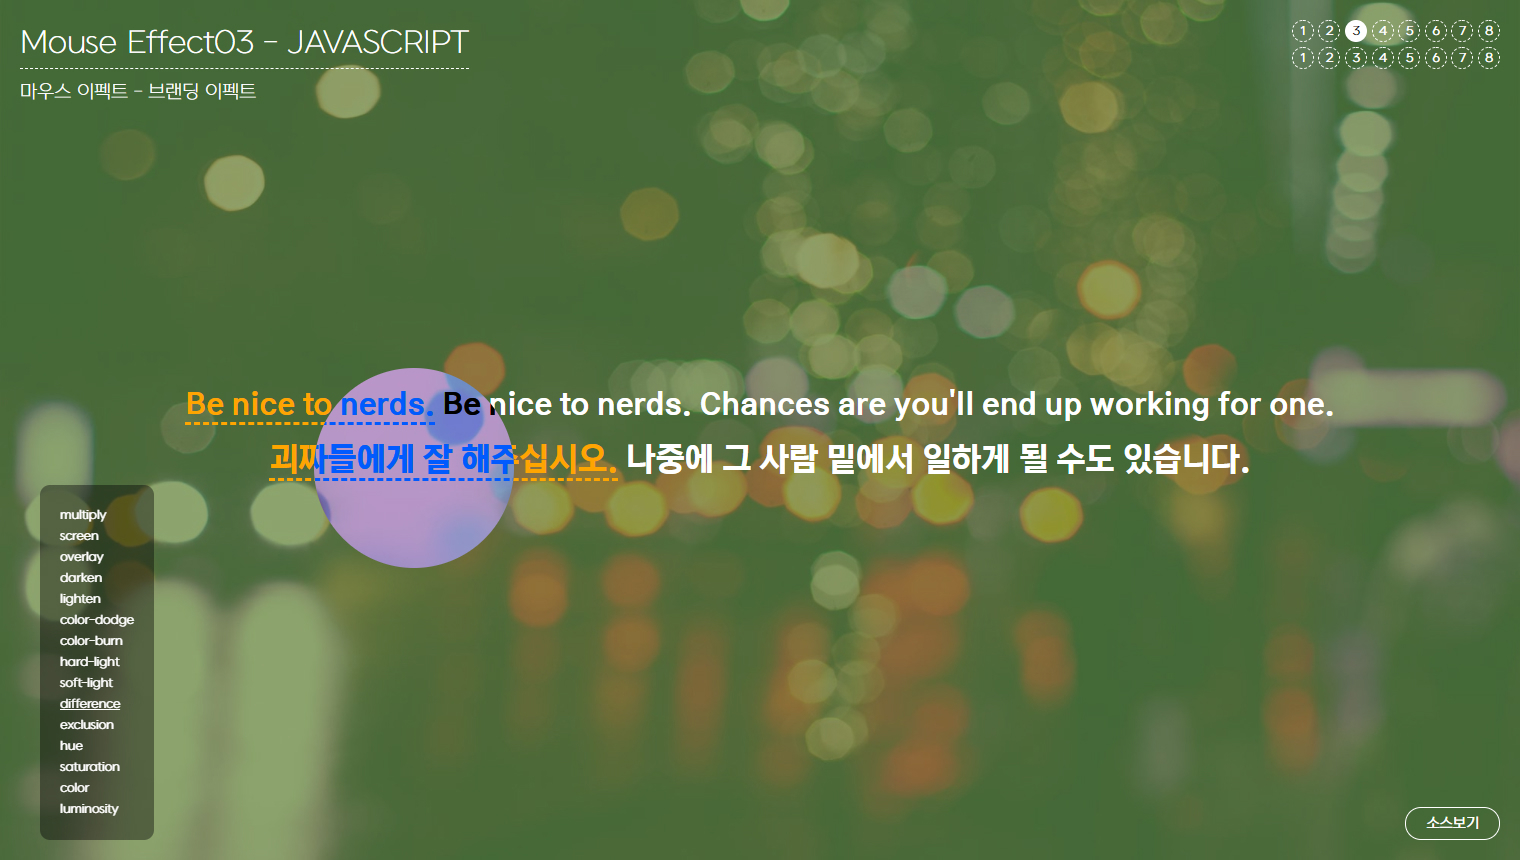 Mouse Effect03 - JAVASCRIPT
마우스 이펙트 - 브랜딩 이펙트
1 2 3 4 5 6 7 8
1 2 3 4 5 6 7 8
Be nice to nerds. Be nice to nerds. Chances are you'll end up working for one.
괴짜들에게 잘 해주십시오. 나중에 그 사람 밑에서 일하게 될 수도 있습니다.
multiply
screen
overlay
darken
lighten
color-dodge
color-burn
hard-light
soft-light
difference
exclusion
hue
saturation
color
luminosity
소스보기